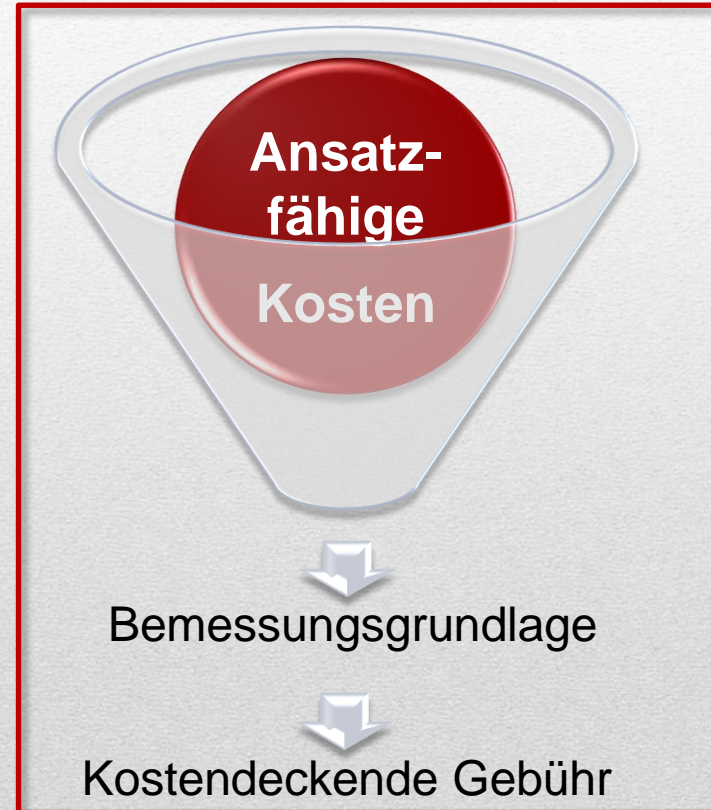 Ansatz-
fähige
Kosten
Bemessungsgrundlage
Kostendeckende Gebühr